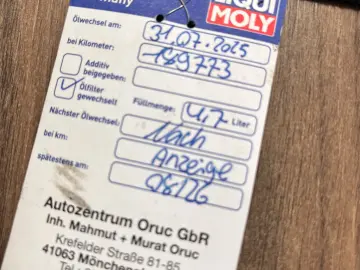 many
LIQUI
MOLY
Ölwechsel am: 31.07.2025
bei Kilometer: 189773
Additiv
beigegeben:
Ölfilter
gewechselt
Füllmenge: 4,7 Liter
Nächster Ölwechsel: Nach
bei km: Anzeige
spätestens am: 08/26
Autozentrum Oruc GbR
Inh. Mahmut + Murat Oruc
Krefelder Straße 81-85
41063 Mönchen